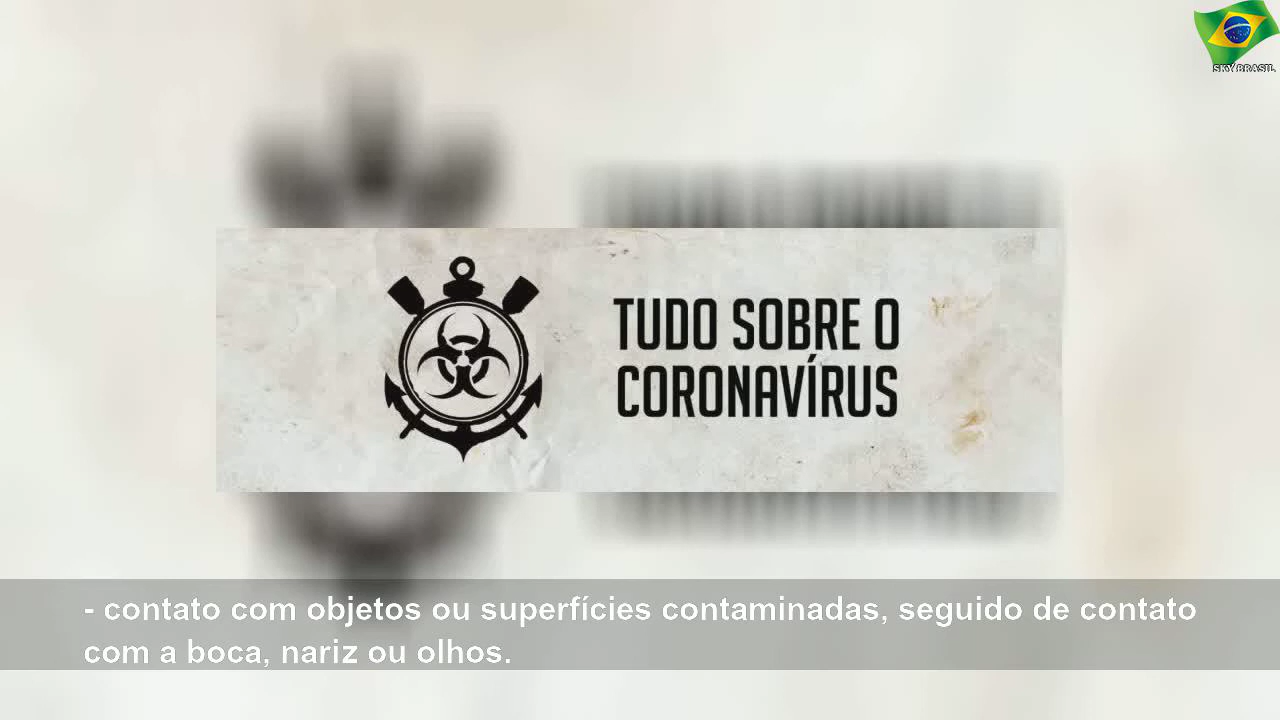 SKY BRASIL
TUDO SOBRE O
CORONAVÍRUS
- contato com objetos ou superfícies contaminadas, seguido de contato
com a boca, nariz ou olhos.